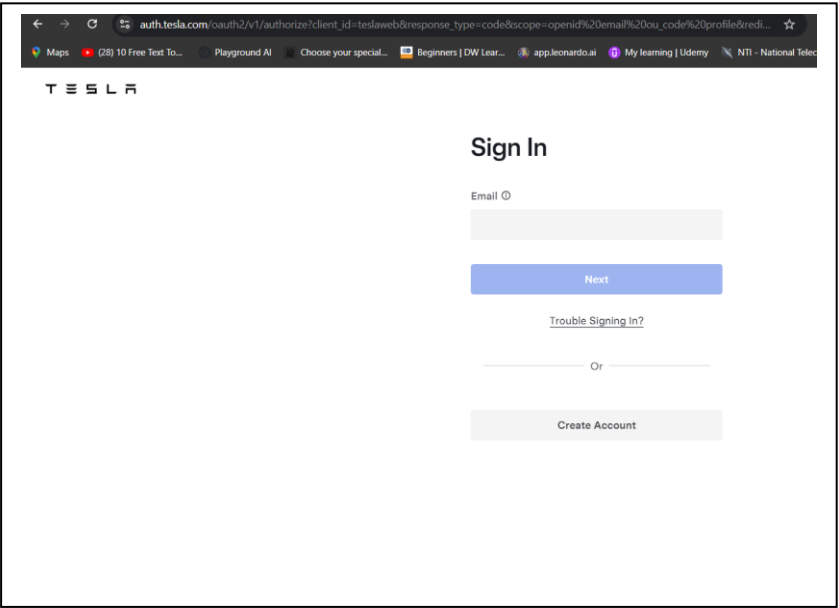 auth.tesla.com/oauth2/v1/authorize?client_id=teslaweb&response_type=code&scope=openid%20email%20ou_code%20profile&redi...
Maps (28) 10 Free Text To... Playground AI Choose your special... Beginners | DW Lear... app.leonardo.ai My learning | Udemy NTI - National Telec
TESLA
Sign In
Email
Next
Trouble Signing In?
Or
Create Account